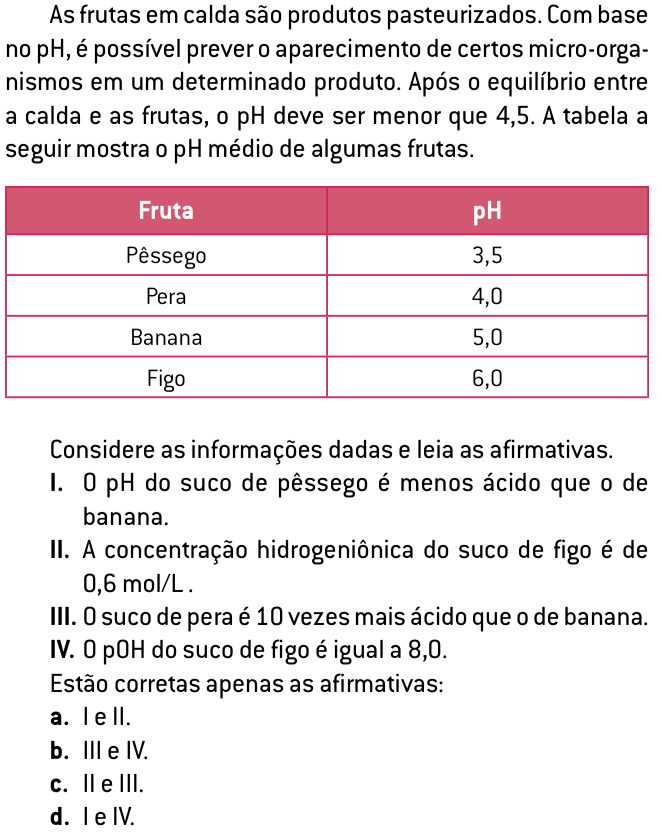 As frutas em calda são produtos pasteurizados. Com base
no pH, é possível prever o aparecimento de certos micro-orga-
nismos em um determinado produto. Após o equilíbrio entre
a calda e as frutas, o pH deve ser menor que 4,5. A tabela a
seguir mostra o pH médio de algumas frutas.
Fruta pH
Pêssego 3,5
Pera 4,0
Banana 5,0
Figo 6,0
Considere as informações dadas e leia as afirmativas.
I. O pH do suco de pêssego é menos ácido que o de
banana.
II. A concentração hidrogeniônica do suco de figo é de
0,6 mol/L .
III. O suco de pera é 10 vezes mais ácido que o de banana.
IV. O pOH do suco de figo é igual a 8,0.
Estão corretas apenas as afirmativas:
a. I e II.
b. III e IV.
c. II e III.
d. I e IV.